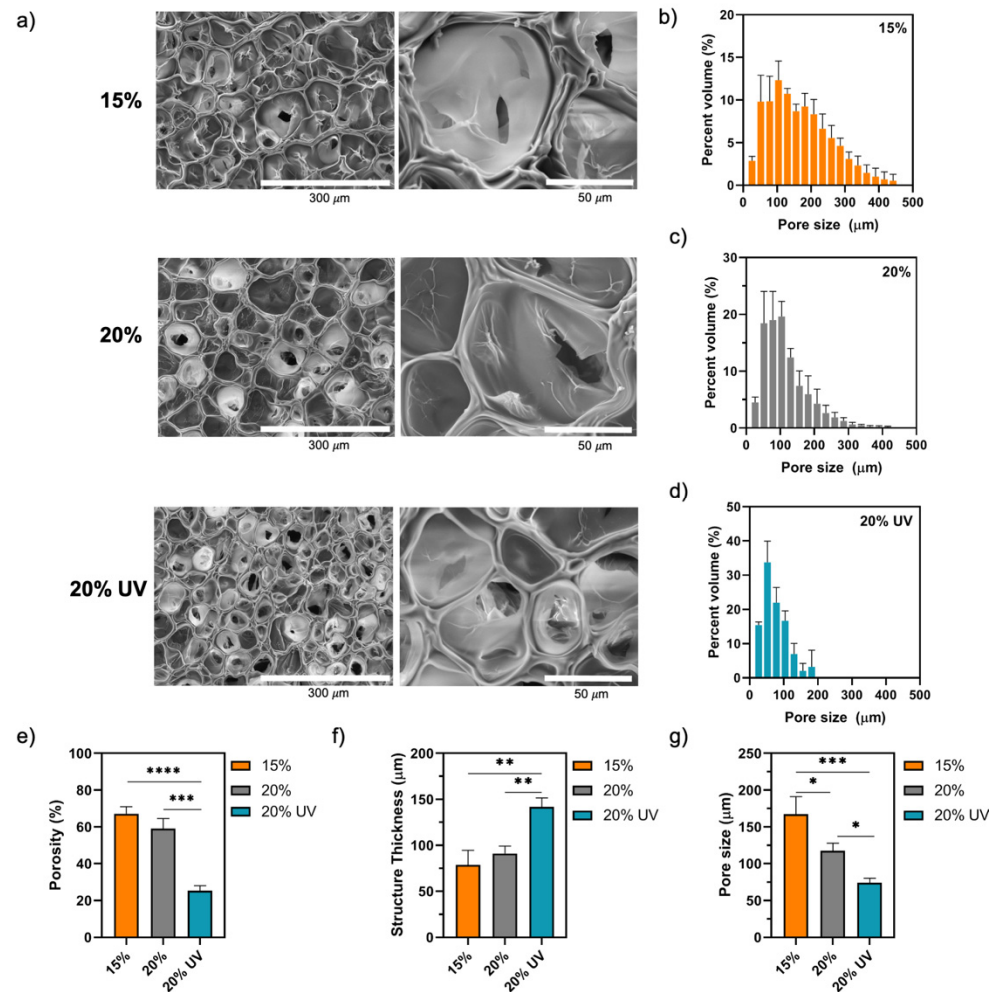 a)
15%
300 µm
50 µm
20%
300 µm
50 µm
20% UV
300 µm
50 µm
b)
20
15
10
5
0
Percent volume (%)
15%
0 100 200 300 400 500
Pore size (µm)
c)
30
20
10
0
Percent volume (%)
20%
0 100 200 300 400 500
Pore size (µm)
d)
50
40
30
20
10
0
Percent volume (%)
20% UV
0 100 200 300 400 500
Pore size (µm)
e)
100
80
60
40
20
0
Porosity (%)
****
***
15%
20%
20% UV
15%
20%
20% UV
f)
200
150
100
50
0
Structure Thickness (µm)
**
**
15%
20%
20% UV
15%
20%
20% UV
g)
250
200
150
100
50
0
Pore size (µm)
***
*
*
15%
20%
20% UV
15%
20%
20% UV